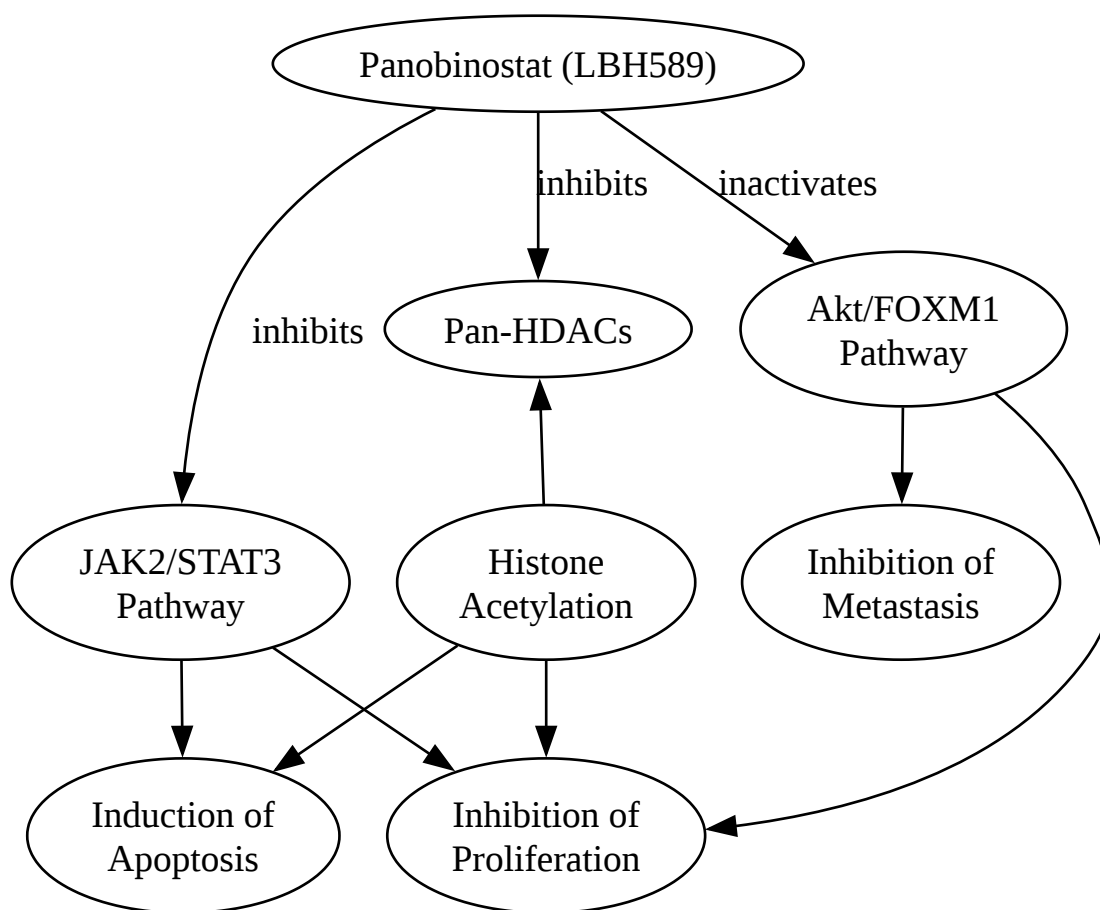 Panobinostat (LBH589)
inhibits
inactivates
inhibits
Pan-HDACs
Akt/FOXM1
Pathway
JAK2/STAT3
Pathway
Histone
Acetylation
Inhibition of
Metastasis
Induction of
Apoptosis
Inhibition of
Proliferation